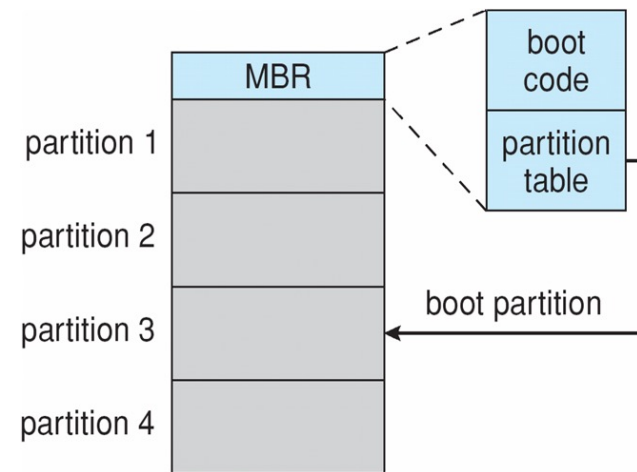 MBR
boot
code
partition
table
partition 1
partition 2
boot partition
partition 3
partition 4